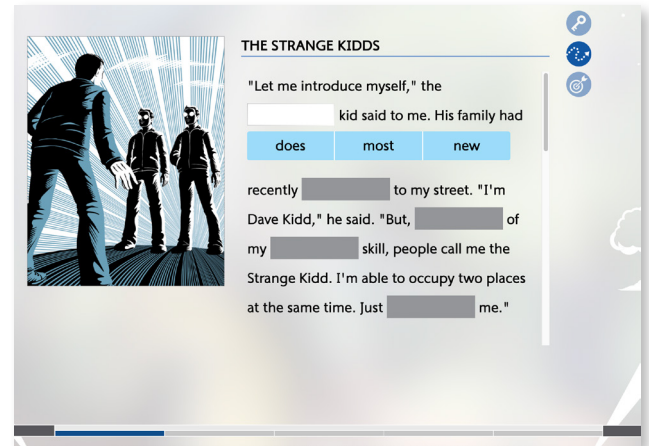 THE STRANGE KIDDS
"Let me introduce myself," the
kid said to me. His family had
does most new
recently to my street. "I'm
Dave Kidd," he said. "But, of
my skill, people call me the
Strange Kidd. I'm able to occupy two places
at the same time. Just me."